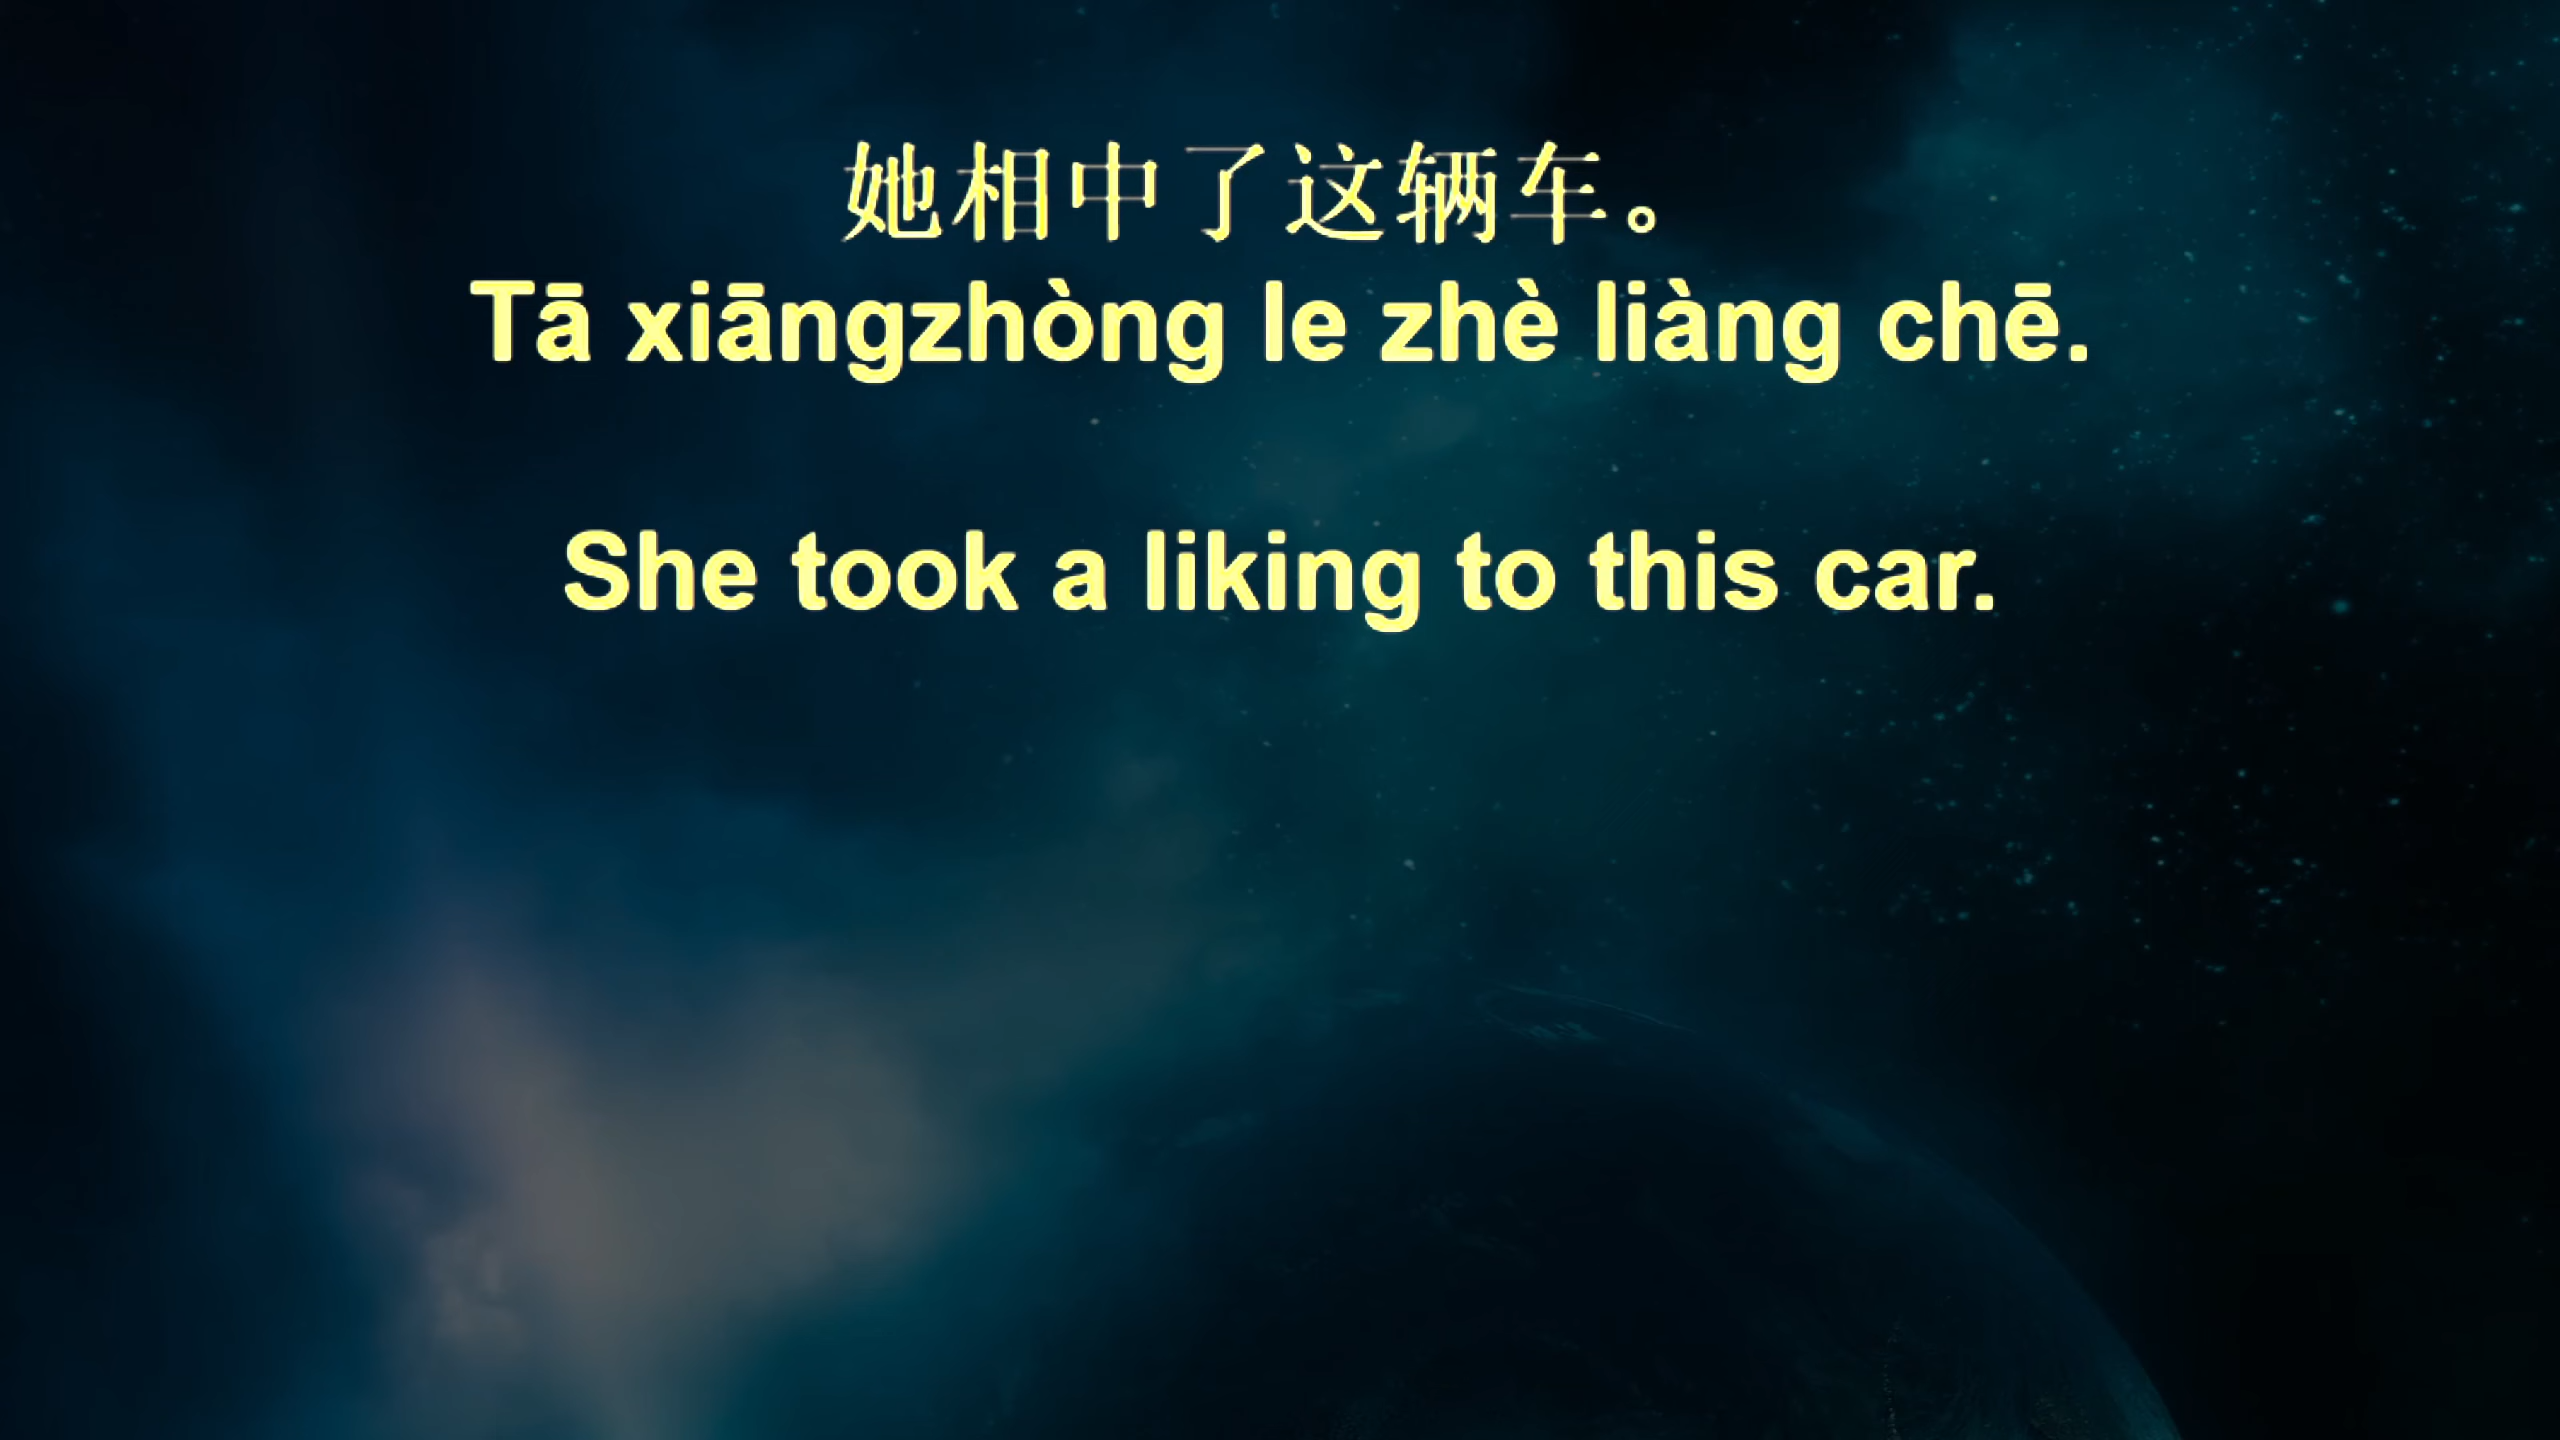 她相中了这辆车。
Tā xiāngzhòng le zhè liàng chē.
She took a liking to this car.